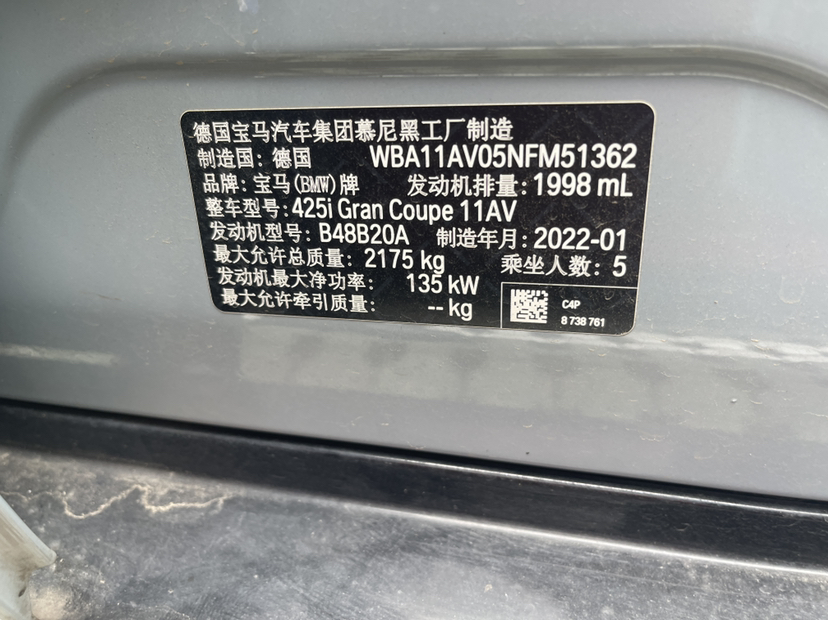 德国宝马汽车集团慕尼黑工厂制造
制造国: 德国 WBA11AV05NFM51362
品牌: 宝马(BMW)牌 发动机排量: 1998 mL
整车型号: 425i Gran Coupe 11AV
发动机型号: B48B20A 制造年月: 2022-01
最大允许总质量: 2175 kg 乘坐人数: 5
发动机最大净功率: 135 kW
最大允许牵引质量: -- kg
C4P
8 738 761